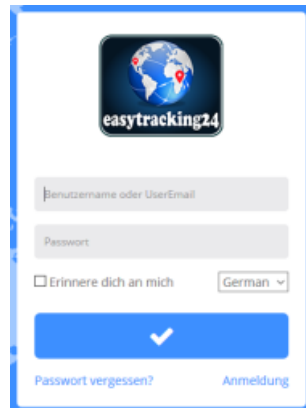 easytracking24
Benutzername oder UserEmail
Passwort
Erinnere dich an mich German
Passwort vergessen? Anmeldung